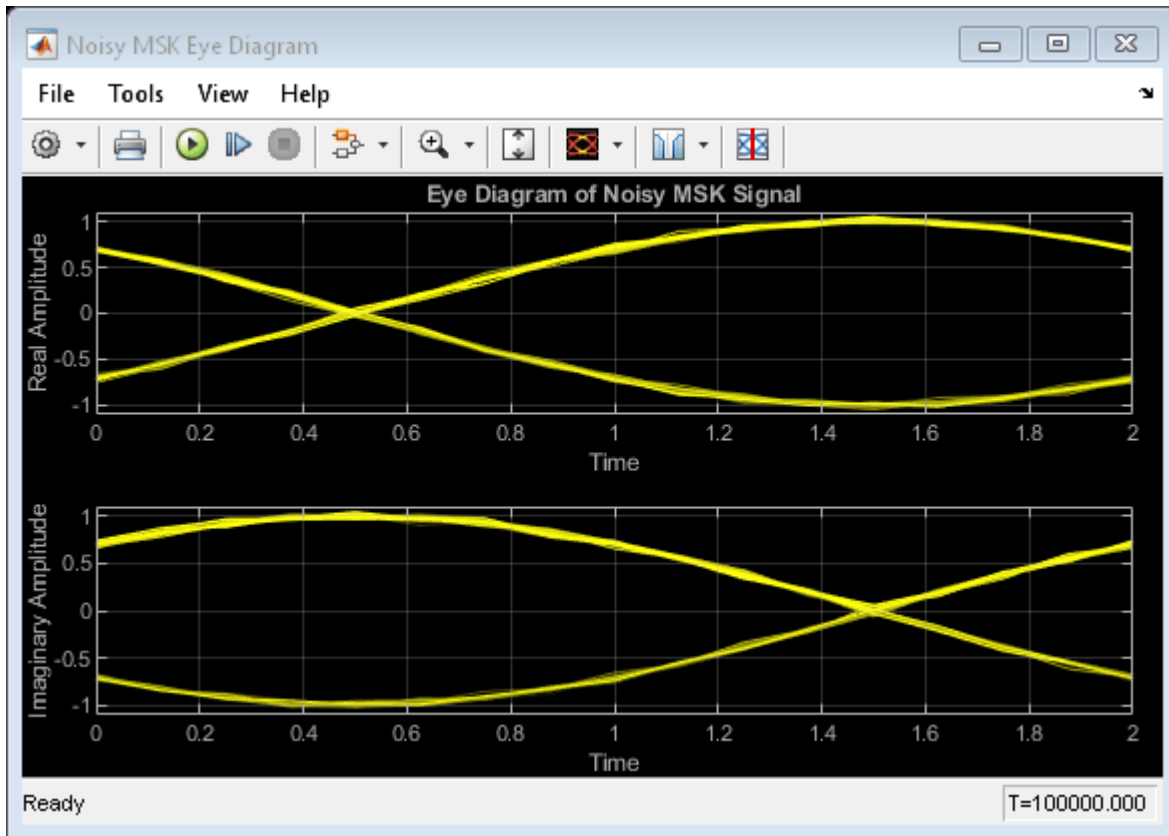 Noisy MSK Eye Diagram
File Tools View Help
Eye Diagram of Noisy MSK Signal
Real Amplitude
1
0.5
0
-0.5
-1
0 0.2 0.4 0.6 0.8 1 1.2 1.4 1.6 1.8 2
Time
Imaginary Amplitude
1
0.5
0
-0.5
-1
0 0.2 0.4 0.6 0.8 1 1.2 1.4 1.6 1.8 2
Time
Ready T=100000.000